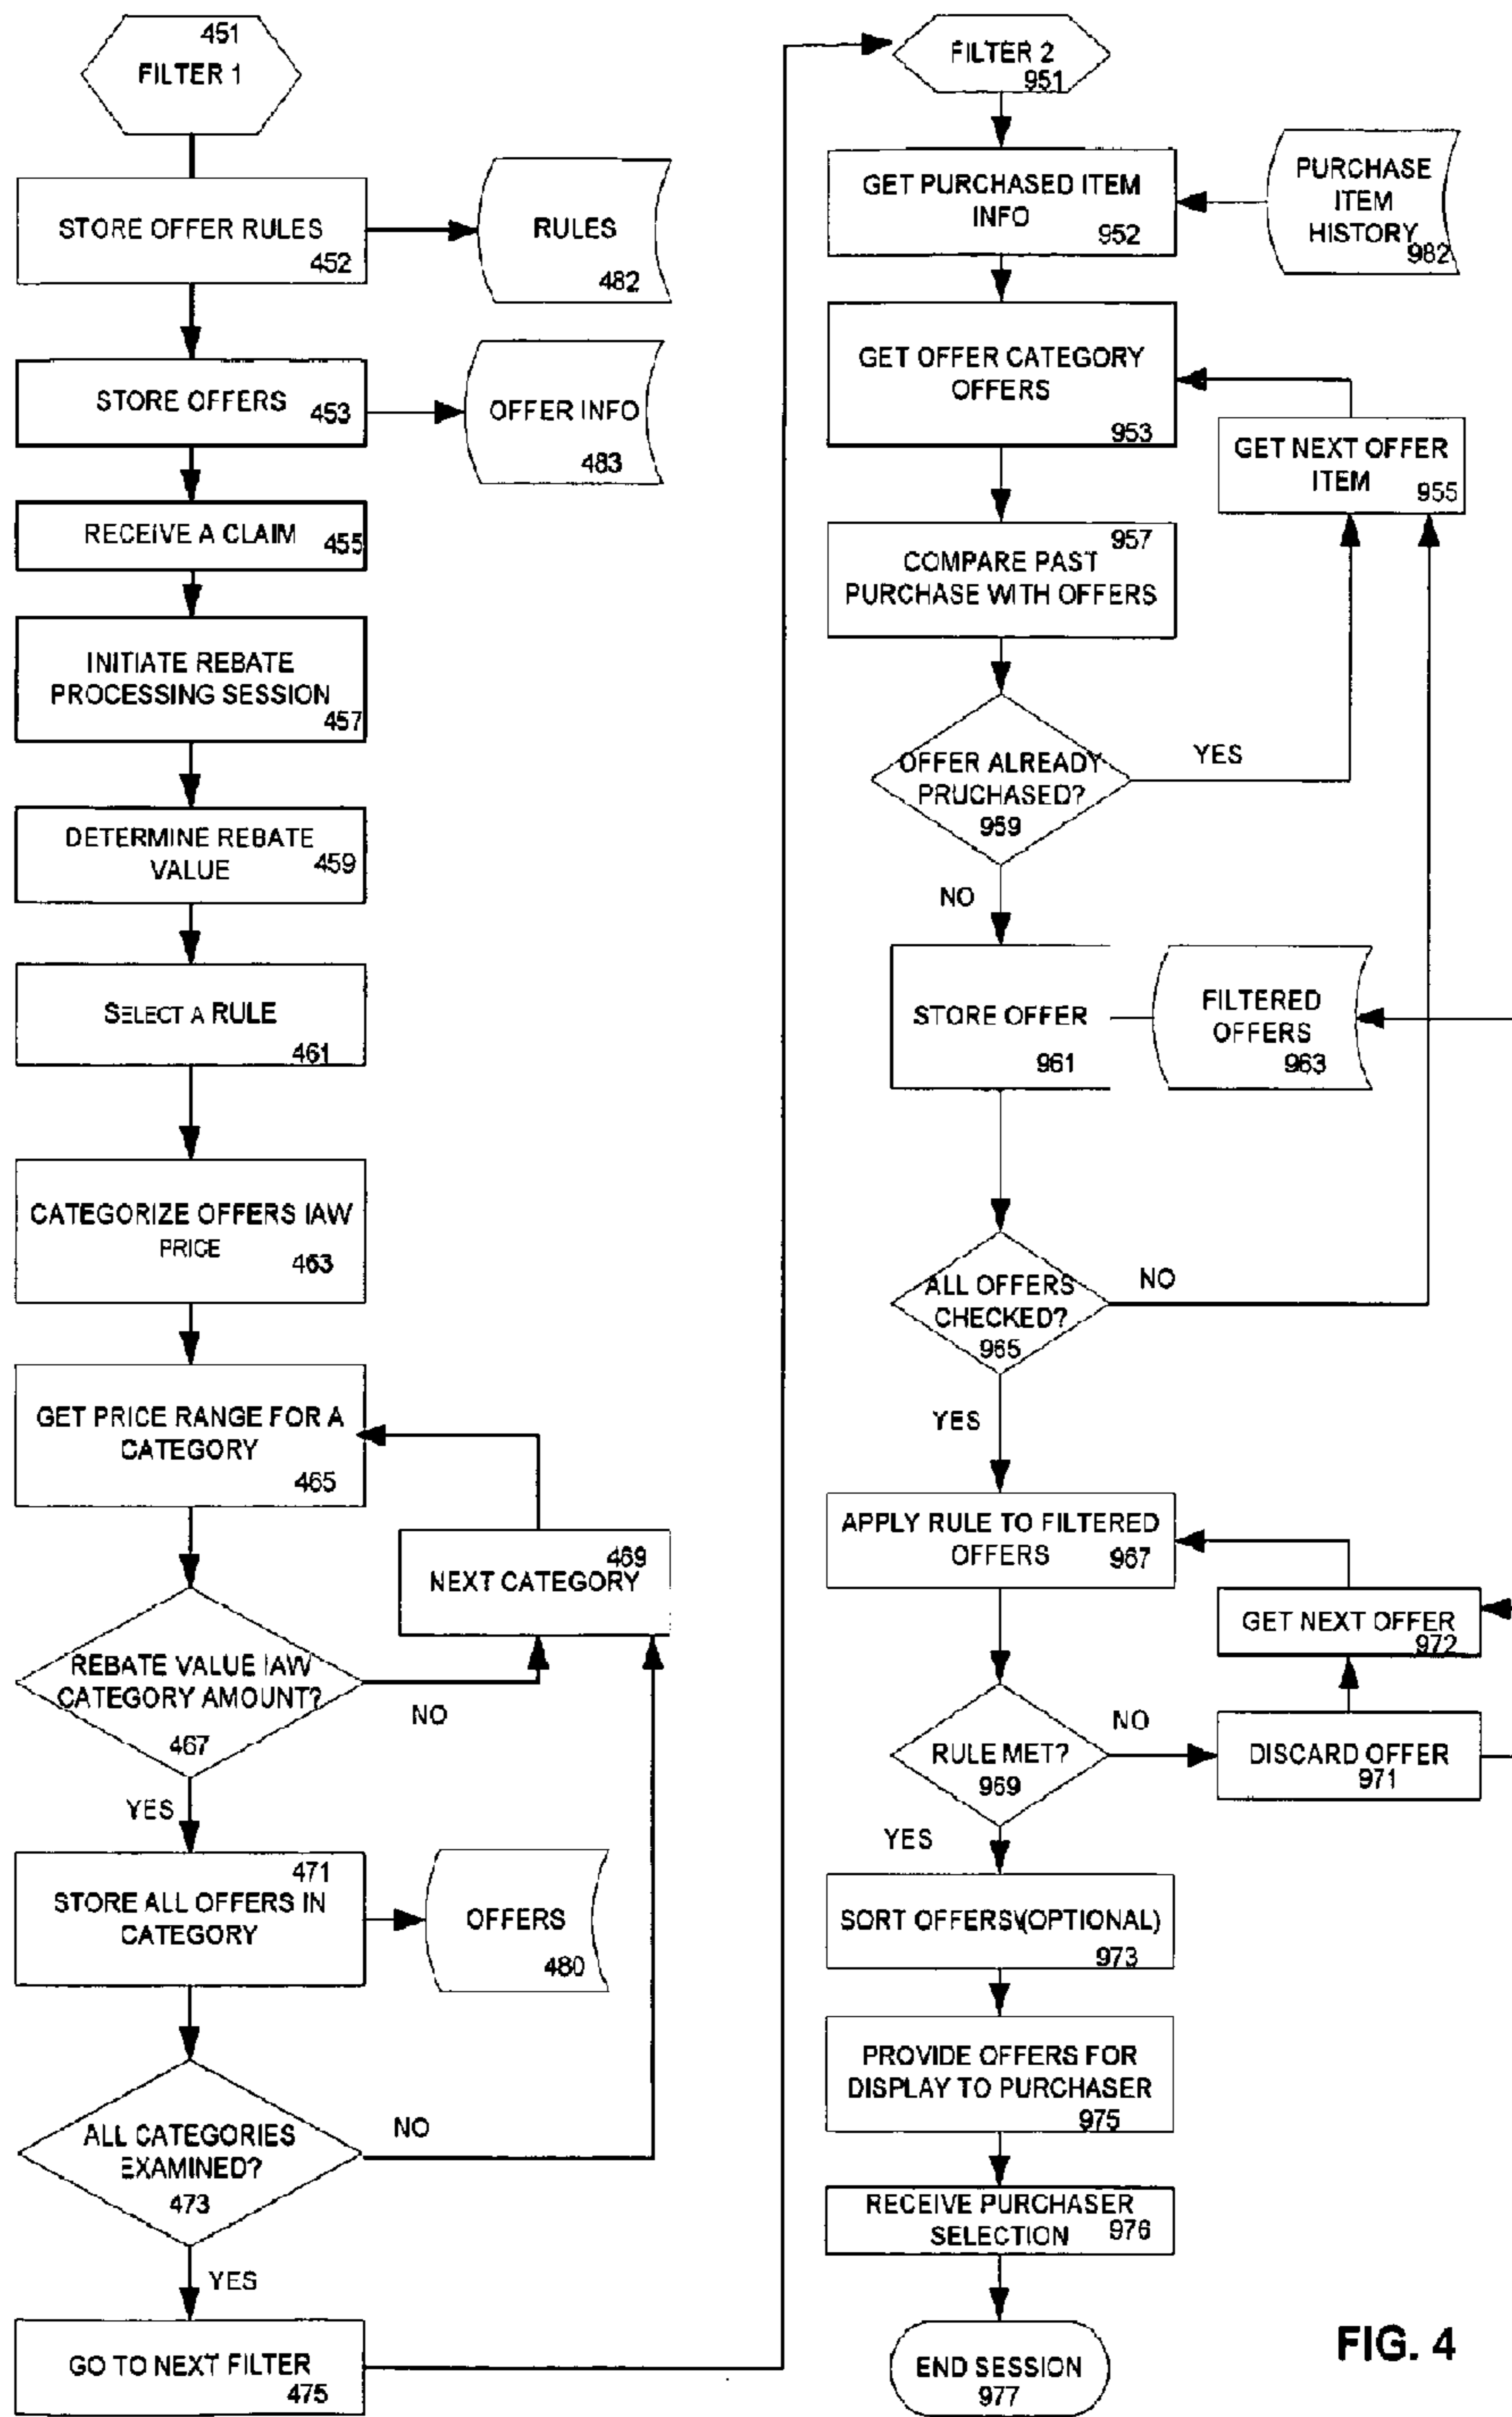 451
FILTER 1
STORE OFFER RULES
452
RULES
482
STORE OFFERS
453
OFFER INFO
483
RECEIVE A CLAIM
455
INITIATE REBATE
PROCESSING SESSION
457
DETERMINE REBATE
VALUE
459
SELECT A RULE
461
CATEGORIZE OFFERS IAW
PRICE
463
GET PRICE RANGE FOR A
CATEGORY
465
469
NEXT CATEGORY
REBATE VALUE IAW
CATEGORY AMOUNT?
467
NO
YES
471
STORE ALL OFFERS IN
CATEGORY
OFFERS
480
ALL CATEGORIES
EXAMINED?
473
NO
YES
GO TO NEXT FILTER
475
FILTER 2
951
GET PURCHASED ITEM
INFO
952
PURCHASE
ITEM
HISTORY
982
GET OFFER CATEGORY
OFFERS
953
GET NEXT OFFER
ITEM
955
957
COMPARE PAST
PURCHASE WITH OFFERS
OFFER ALREADY
PRUCHASED?
959
YES
NO
STORE OFFER
961
FILTERED
OFFERS
963
ALL OFFERS
CHECKED?
965
NO
YES
APPLY RULE TO FILTERED
OFFERS
967
GET NEXT OFFER
972
RULE MET?
969
NO
DISCARD OFFER
971
YES
SORT OFFERS\(OPTIONAL)
973
PROVIDE OFFERS FOR
DISPLAY TO PURCHASER
975
RECEIVE PURCHASER
SELECTION
976
END SESSION
977
FIG. 4